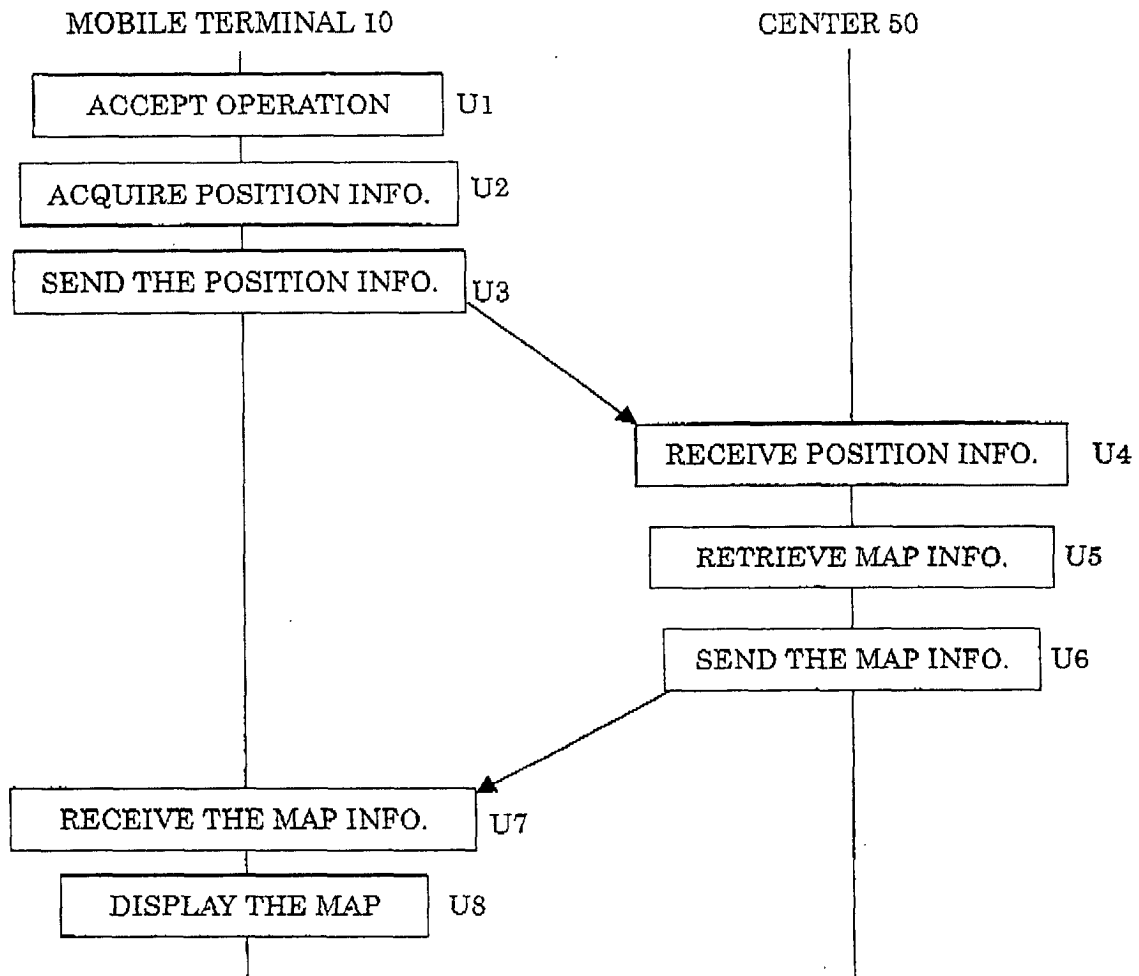 MOBILE TERMINAL 10
CENTER 50
ACCEPT OPERATION U1
ACQUIRE POSITION INFO. U2
SEND THE POSITION INFO. U3
RECEIVE POSITION INFO. U4
RETRIEVE MAP INFO. U5
SEND THE MAP INFO. U6
RECEIVE THE MAP INFO. U7
DISPLAY THE MAP U8